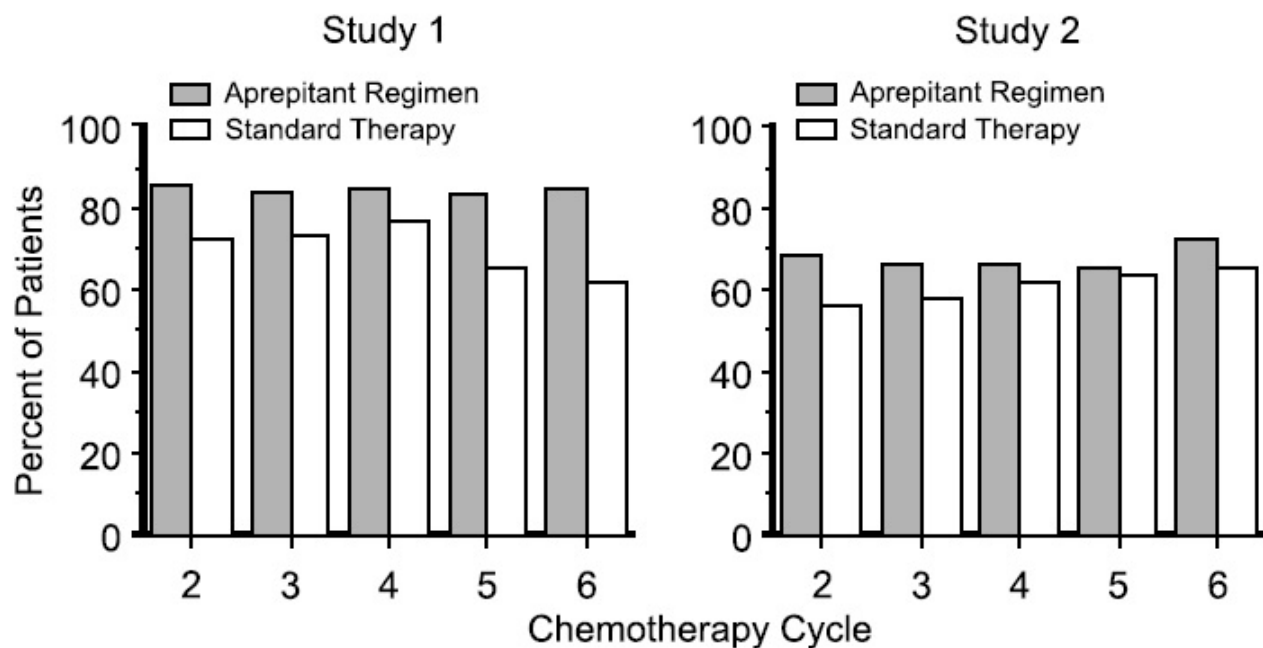 Study 1
Aprepitant Regimen
Standard Therapy
Percent of Patients
100
80
60
40
20
0
2 3 4 5 6
Study 2
Aprepitant Regimen
Standard Therapy
100
80
60
40
20
0
2 3 4 5 6
Chemotherapy Cycle